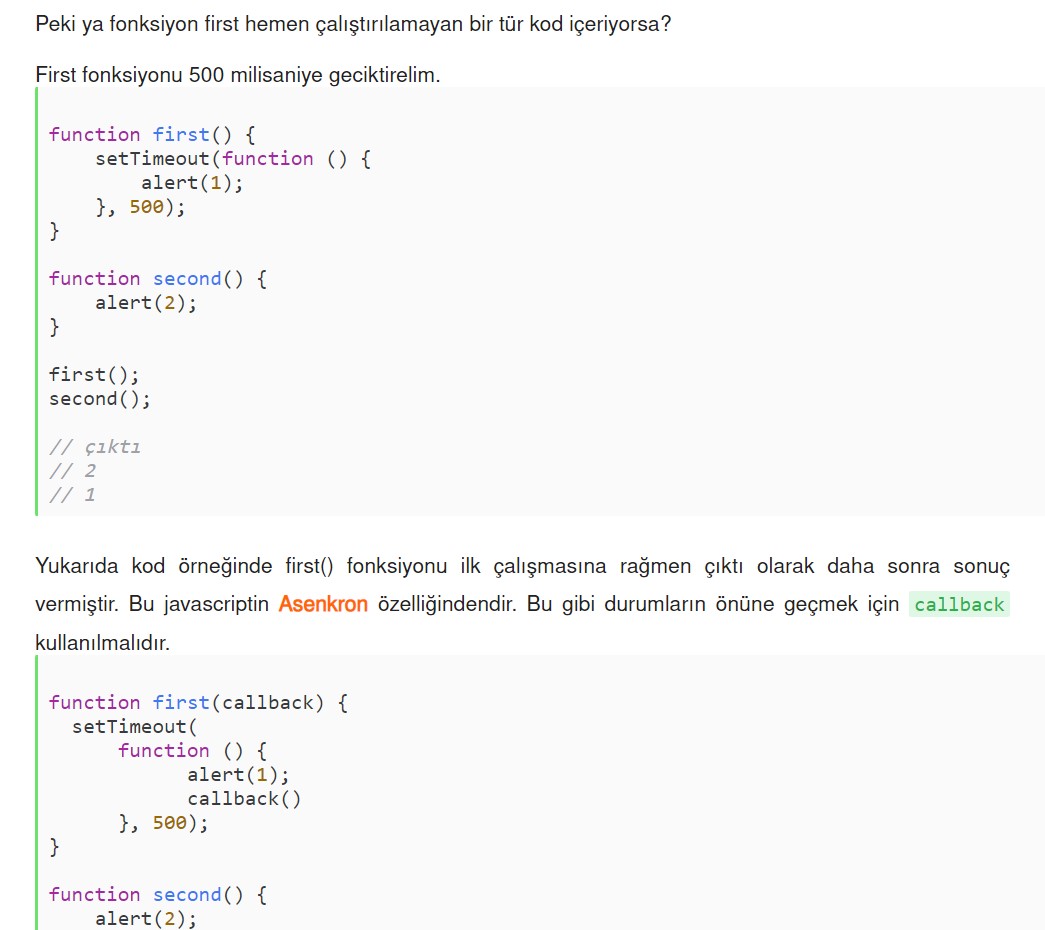 Peki ya fonksiyon first hemen çalıştırılamayan bir tür kod içeriyorsa?
First fonksiyonu 500 milisaniye geciktirelim.
function first() {
    setTimeout(function () {
        alert(1);
    }, 500);
}
function second() {
    alert(2);
}
first();
second();
// çıktı
// 2
// 1
Yukarıda kod örneğinde first() fonksiyonu ilk çalışmasına rağmen çıktı olarak daha sonra sonuç
vermiştir. Bu javascriptin Asenkron özelliğindendir. Bu gibi durumların önüne geçmek için callback
kullanılmalıdır.
function first(callback) {
  setTimeout(
      function () {
            alert(1);
            callback()
      }, 500);
}
function second() {
    alert(2);